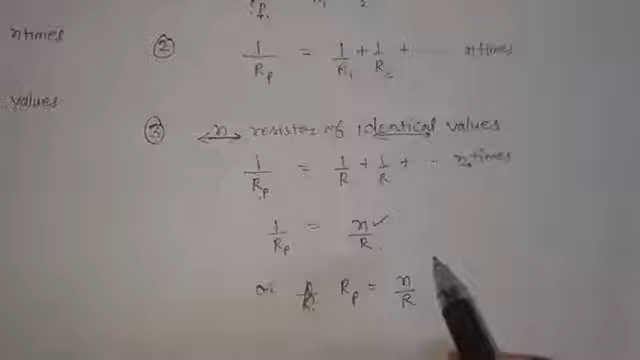 n times
② 1/Rp = 1/R₁ + 1/R₂ + ...... n times
values
③ n resistor of identical values
1/Rp = 1/R + 1/R + ... n times
1/Rp = n/R ✓
or Rp = n/R